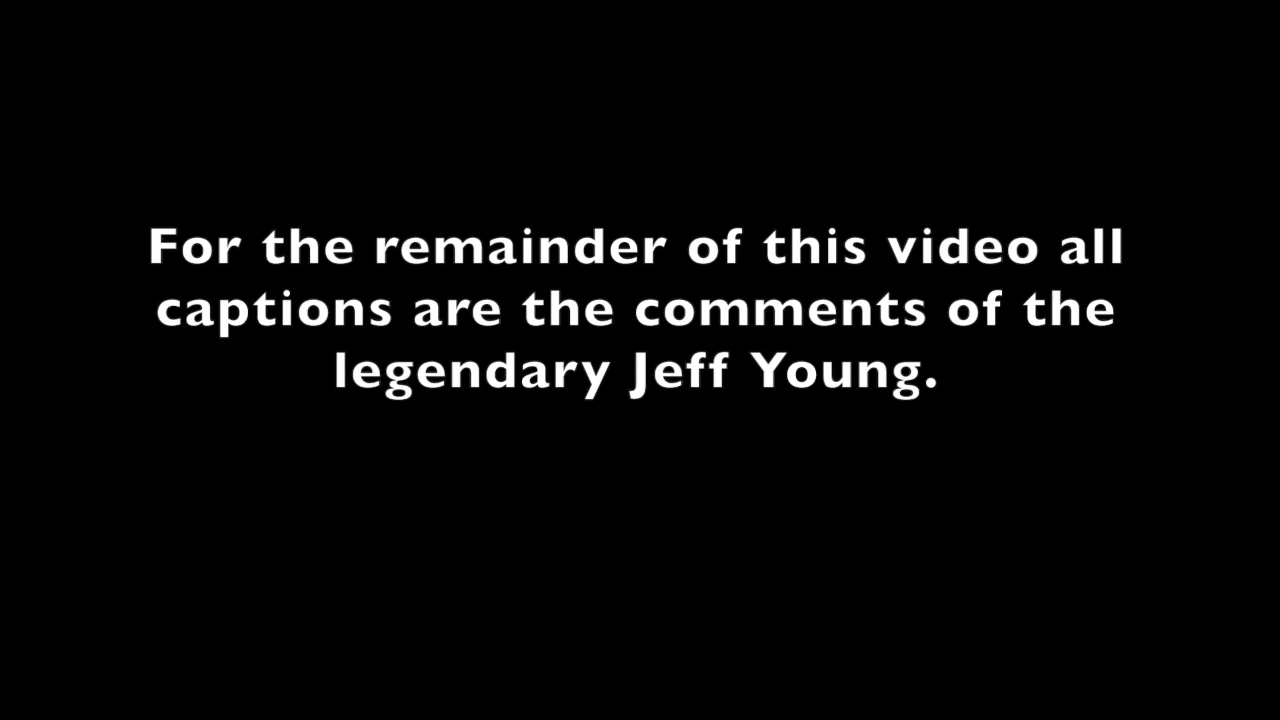 For the remainder of this video all
captions are the comments of the
legendary Jeff Young.